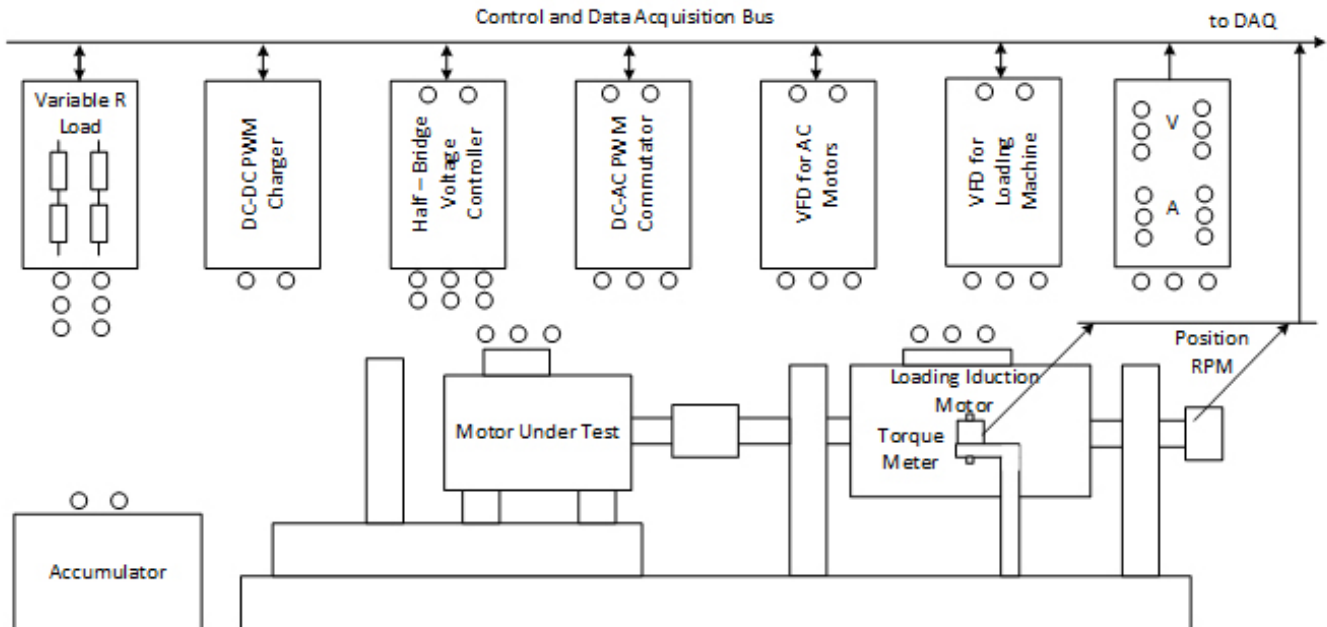 Control and Data Acquisition Bus
to DAQ
Variable R
Load
DC-DC PWM
Charger
Half – Bridge
Voltage
Controller
DC-AC PWM
Commutator
VFD for AC
Motors
VFD for
Loading
Machine
V
A
Position
RPM
Motor Under Test
Loading Iduction
Motor
Torque
Meter
Accumulator